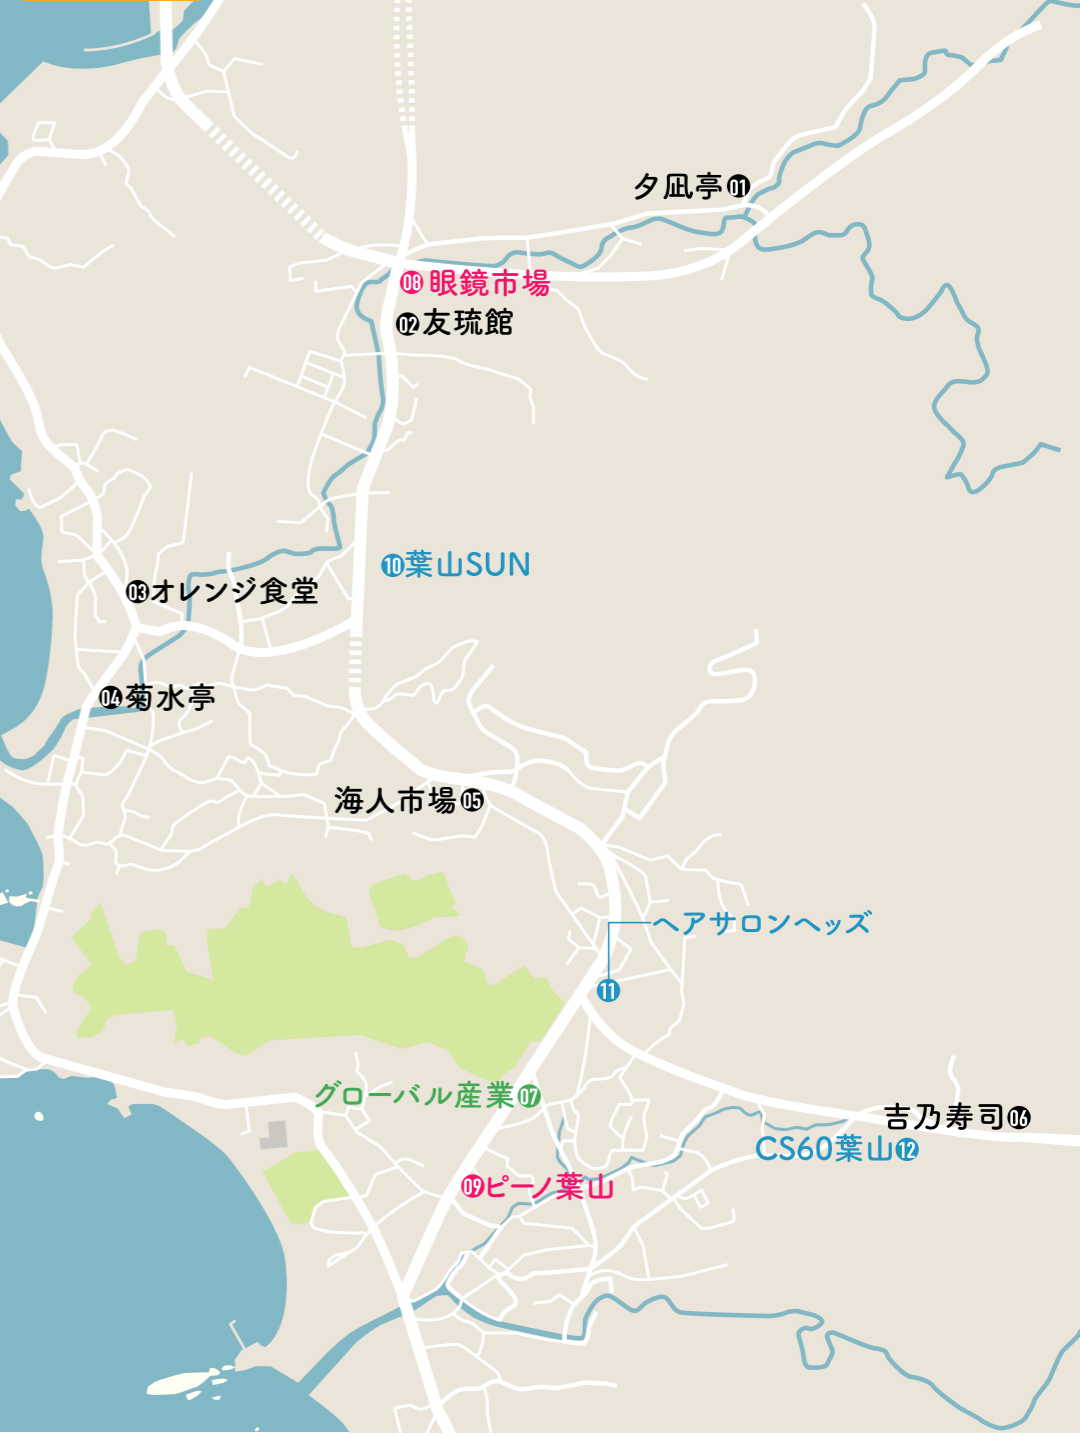 夕凪亭01
08眼鏡市場
02友琉館
10葉山SUN
03オレンジ食堂
04菊水亭
海人市場05
ヘアサロンヘッズ
11
グローバル産業07
吉乃寿司06
CS60葉山12
09ピーノ葉山